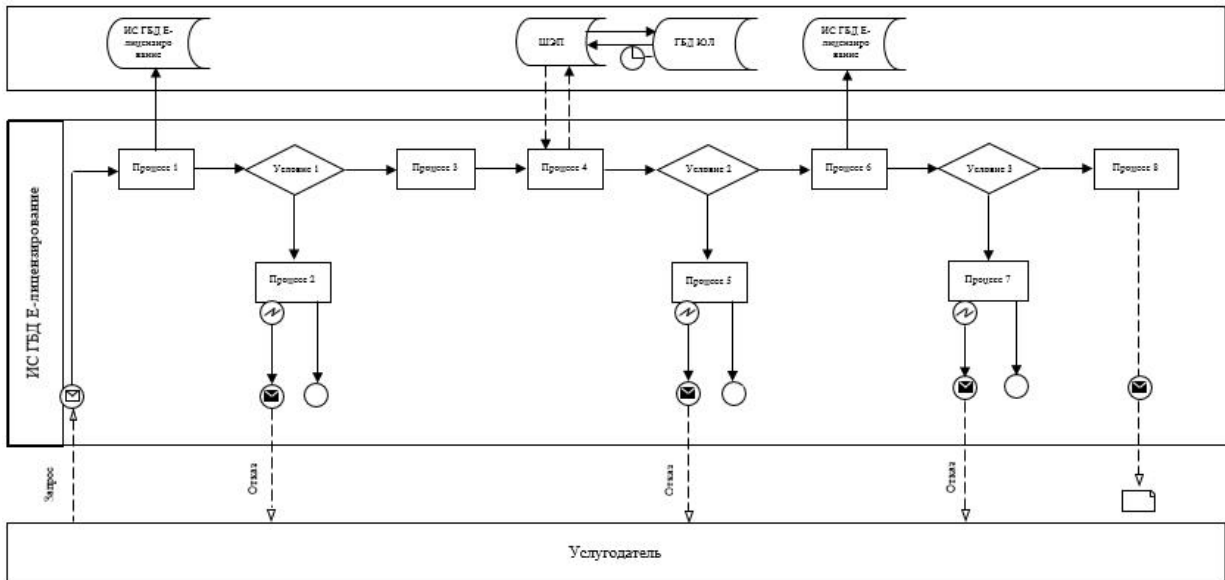 ИС ГБД Е-
лицензиро
вание
ШЭП
ГБД ЮЛ
ИС ГБД Е-
лицензиро
вание
ИС ГБД Е-лицензирование
Процесс 1
Условие 1
Процесс 3
Процесс 4
Условие 2
Процесс 6
Условие 3
Процесс 8
Процесс 2
Процесс 5
Процесс 7
Запрос
Отказ
Отказ
Отказ
Услугодатель